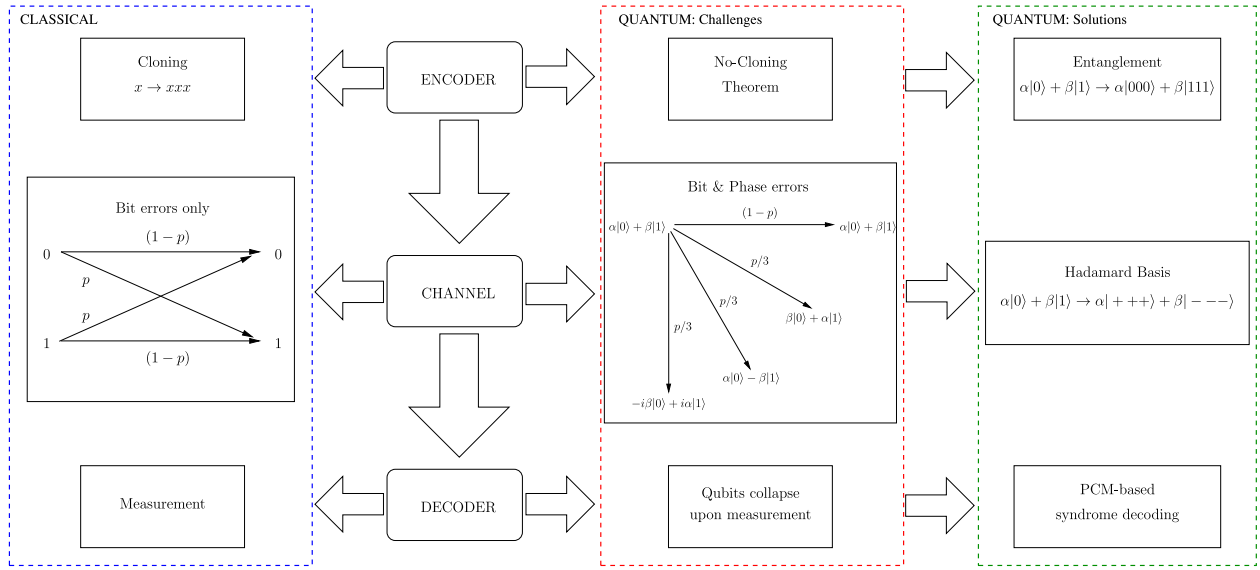 CLASSICAL
Cloning
x → xxx
Bit errors only
(1 − p)
0
0
p
p
1
1
(1 − p)
Measurement
ENCODER
CHANNEL
DECODER
QUANTUM: Challenges
No-Cloning
Theorem
Bit & Phase errors
(1 − p)
α|0⟩ + β|1⟩
α|0⟩ + β|1⟩
p/3
p/3
p/3
β|0⟩ + α|1⟩
α|0⟩ − β|1⟩
−iβ|0⟩ + iα|1⟩
Qubits collapse
upon measurement
QUANTUM: Solutions
Entanglement
α|0⟩ + β|1⟩ → α|000⟩ + β|111⟩
Hadamard Basis
α|0⟩ + β|1⟩ → α| + ++⟩ + β| − −−⟩
PCM-based
syndrome decoding